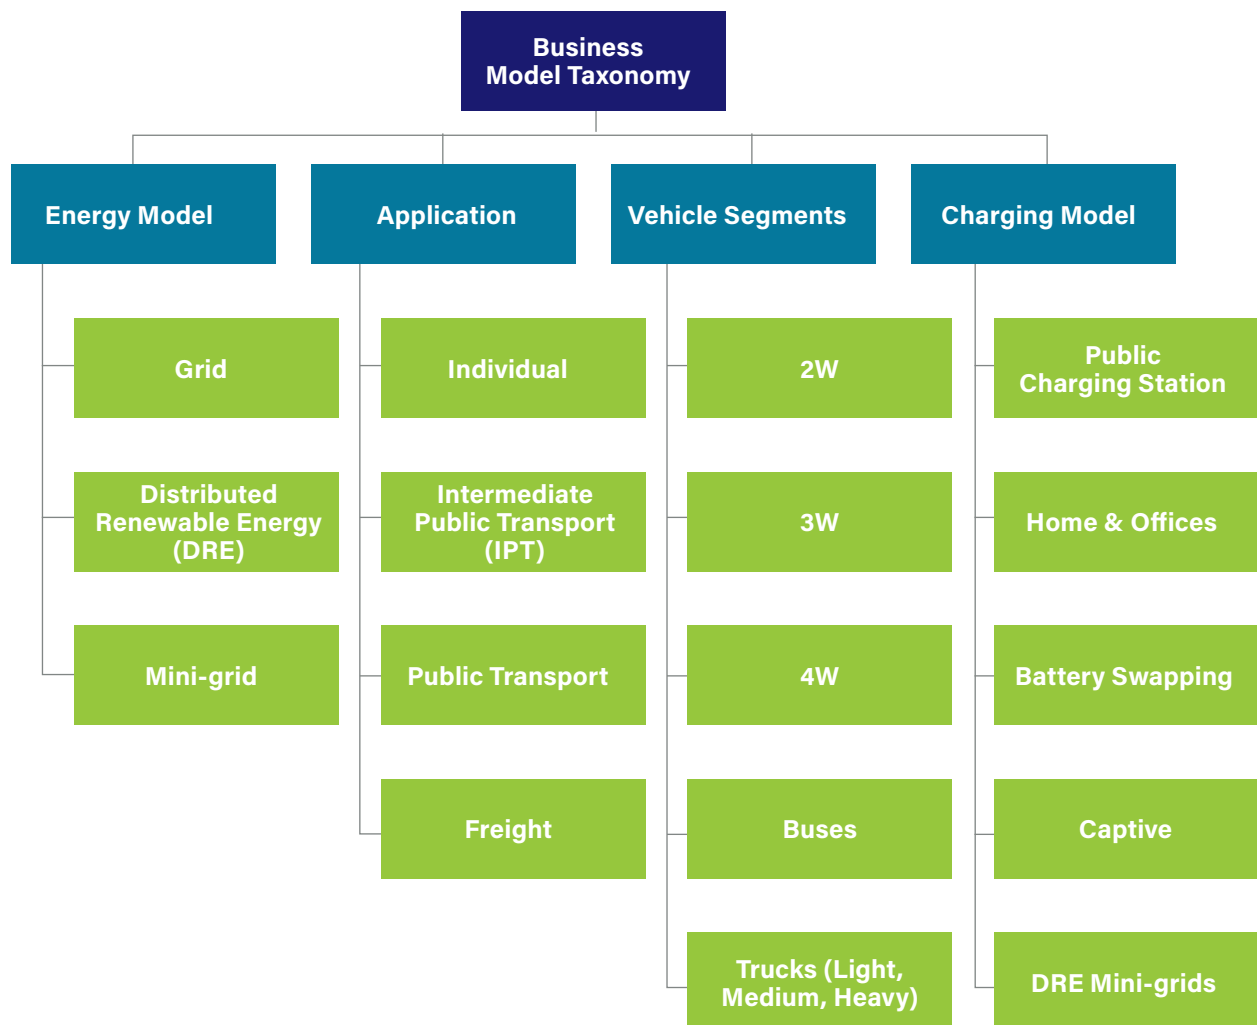 Business
Model Taxonomy
Energy Model
Application
Vehicle Segments
Charging Model
Grid
Individual
2W
Public
Charging Station
Distributed
Renewable Energy
(DRE)
Intermediate
Public Transport
(IPT)
3W
Home & Offices
Mini-grid
Public Transport
4W
Battery Swapping
Freight
Buses
Captive
Trucks (Light,
Medium, Heavy)
DRE Mini-grids